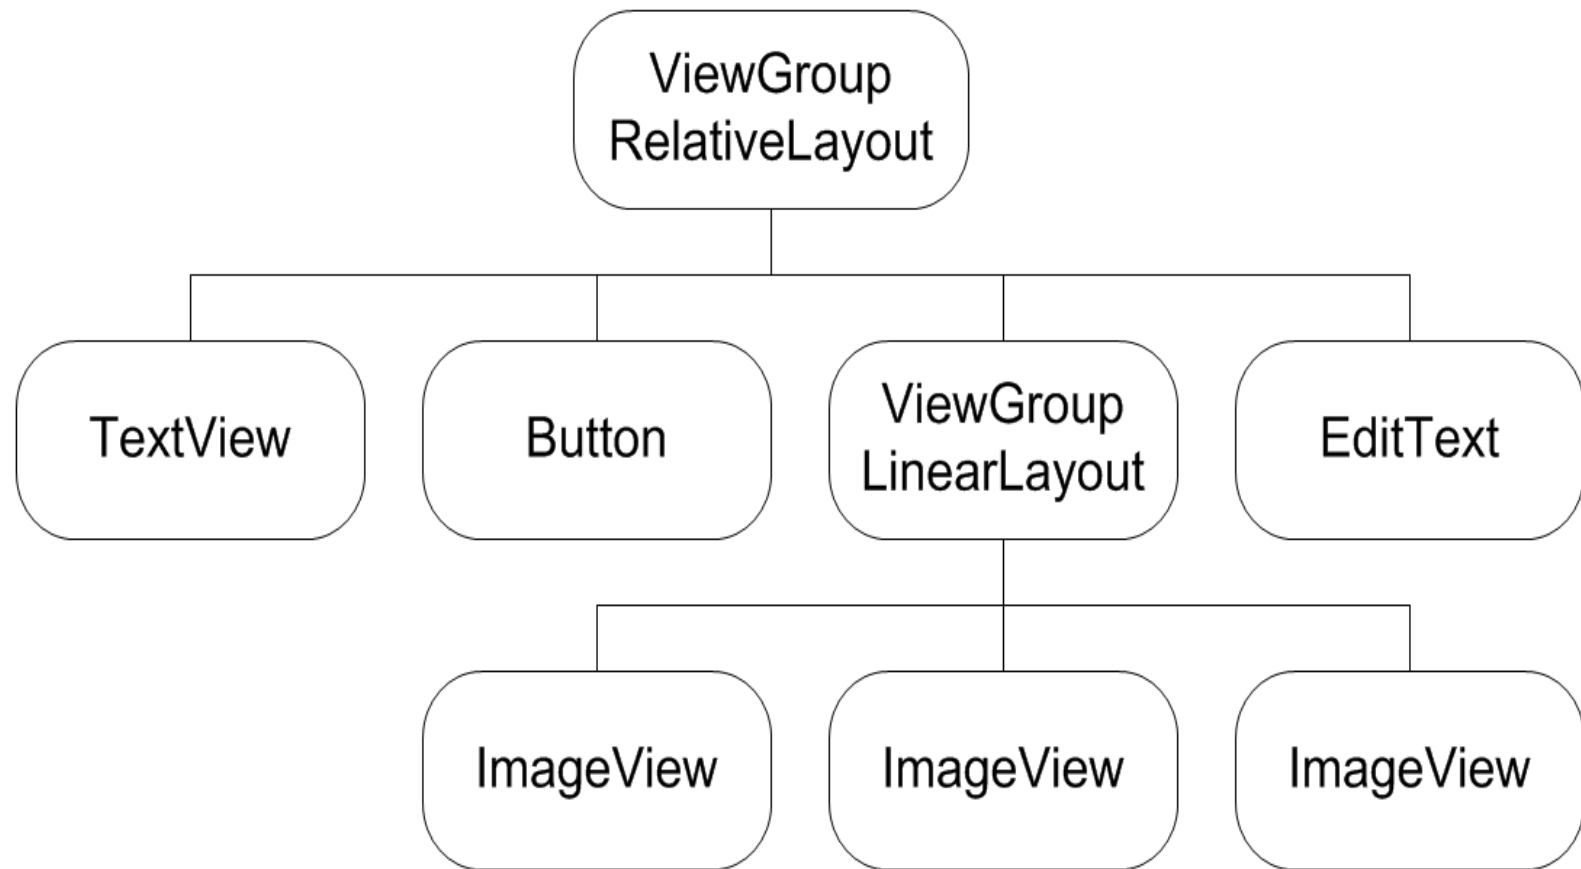 ViewGroup
RelativeLayout
TextView
Button
ViewGroup
LinearLayout
EditText
ImageView
ImageView
ImageView